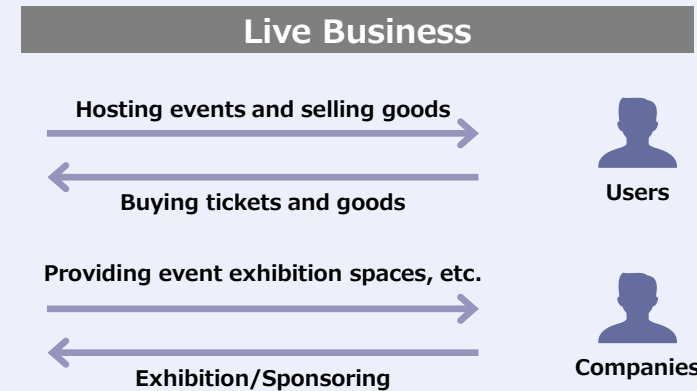 Live Business
Hosting events and selling goods
Buying tickets and goods
Users
Providing event exhibition spaces, etc.
Exhibition/Sponsoring
Companies